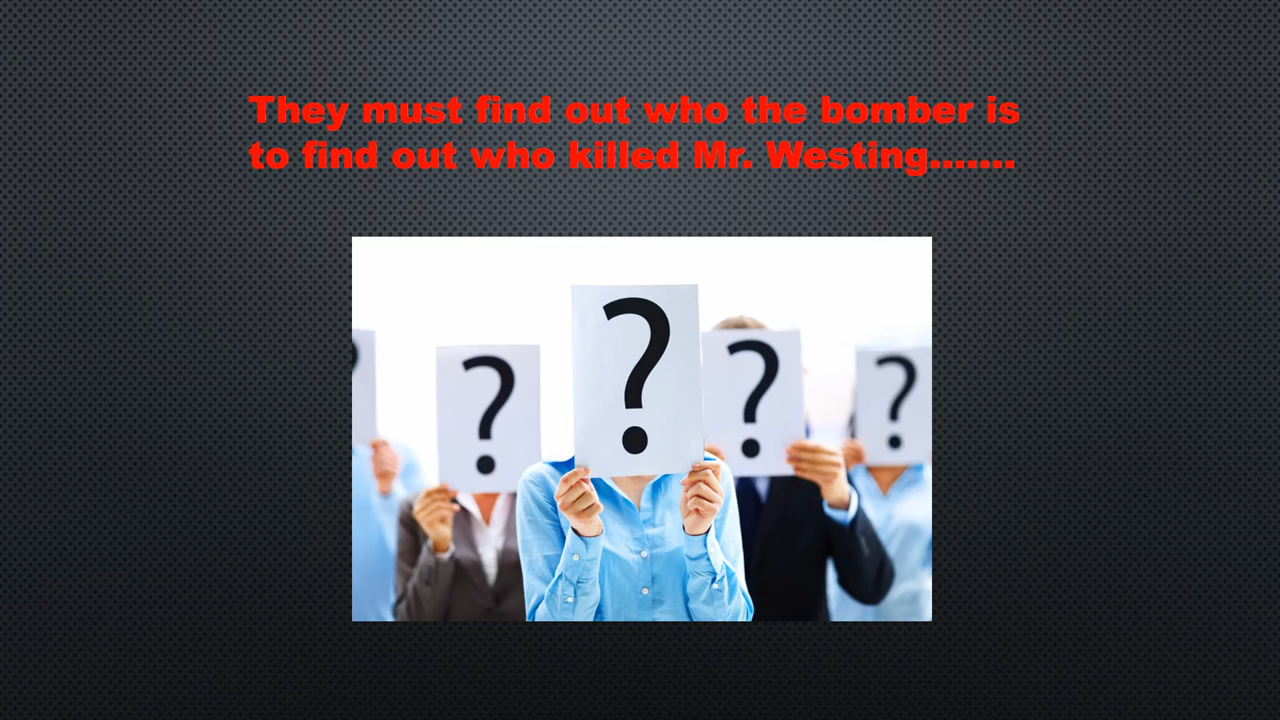 They must find out who the bomber is
to find out who killed Mr. Westing.......
?
? ? ? ?